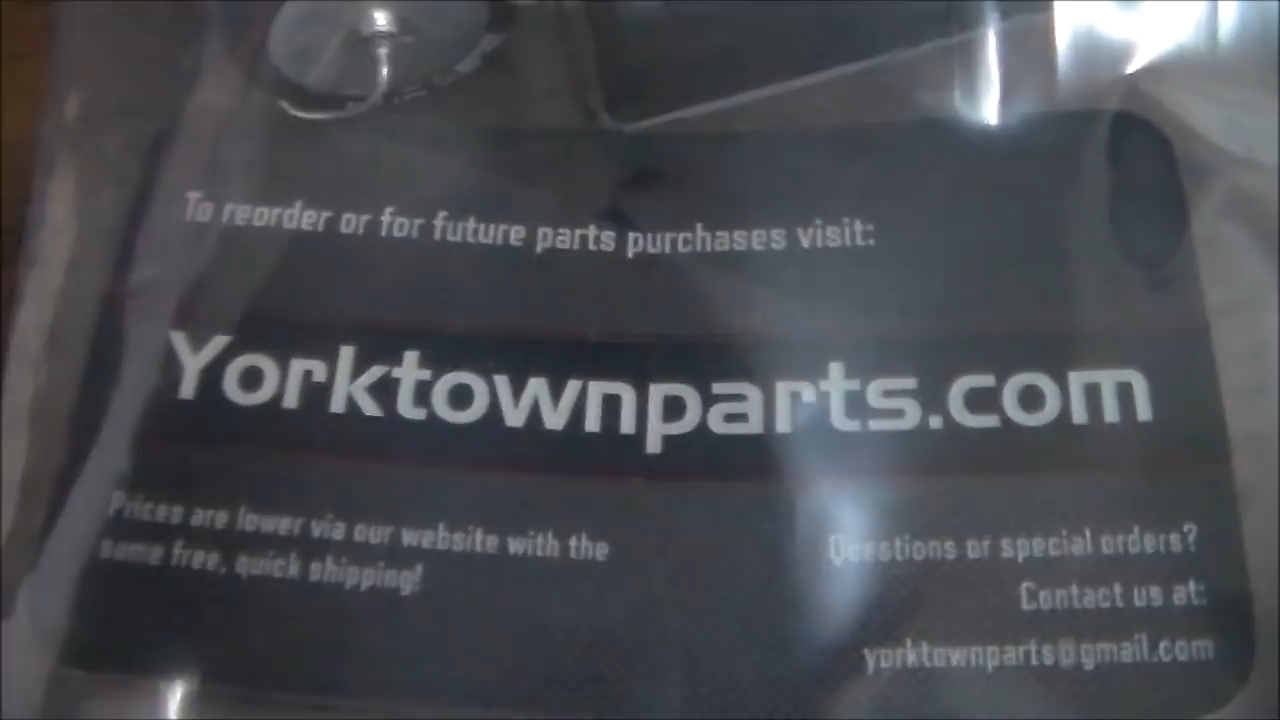 To reorder or for future parts purchases visit:
Yorktownparts.com
Prices are lower via our website with the
same free, quick shipping!
Questions or special orders?
Contact us at:
yorktownparts@gmail.com